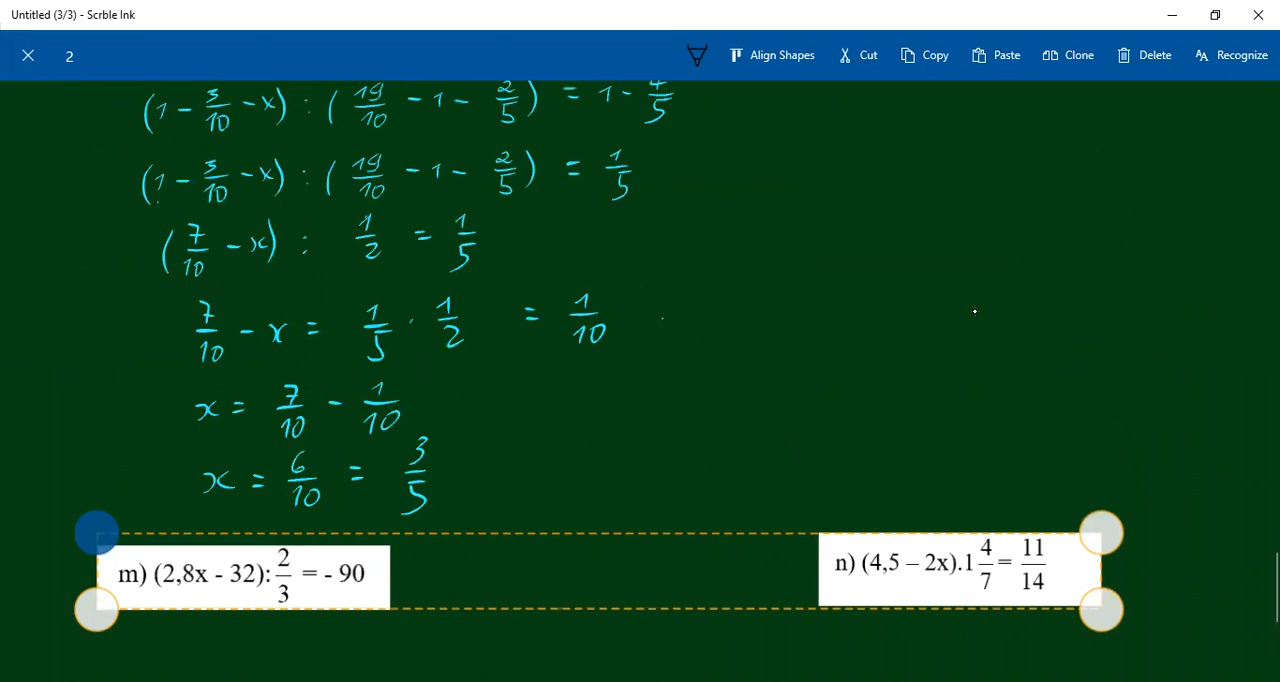 Untitled (3/3) - Scrble Ink
2 Align Shapes Cut Copy Paste Clone Delete Recognize
(1 - 3/10 - x) : (19/10 - 1 - 2/5) = 1 - 4/5
(1 - 3/10 - x) : (19/10 - 1 - 2/5) = 1/5
(7/10 - x) : 1/2 = 1/5
7/10 - x = 1/5 . 1/2 = 1/10
x = 7/10 - 1/10
x = 6/10 = 3/5
m) (2,8x - 32): 2/3 = - 90
n) (4,5 – 2x).1 4/7 = 11/14